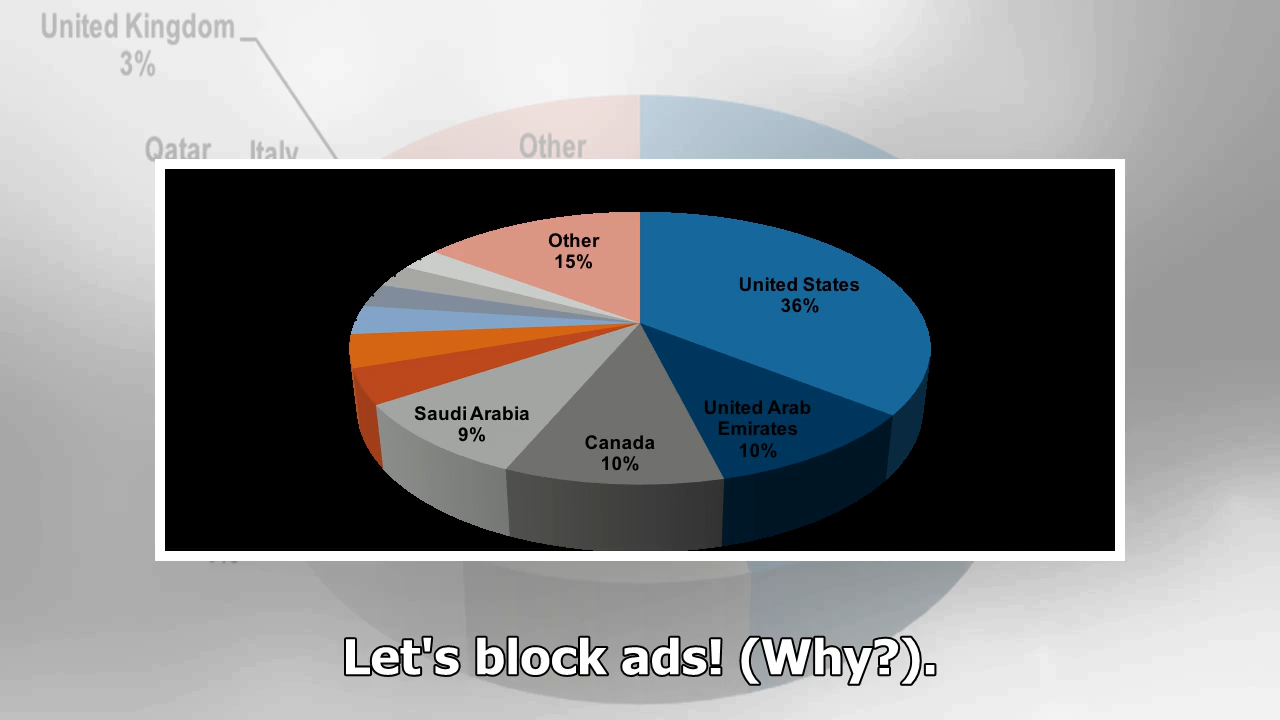 United Kingdom
3%
Qatar
Italy
Other
Other
15%
United States
36%
United Arab
Emirates
10%
Saudi Arabia
9%
Canada
10%
Let's block ads! (Why?).